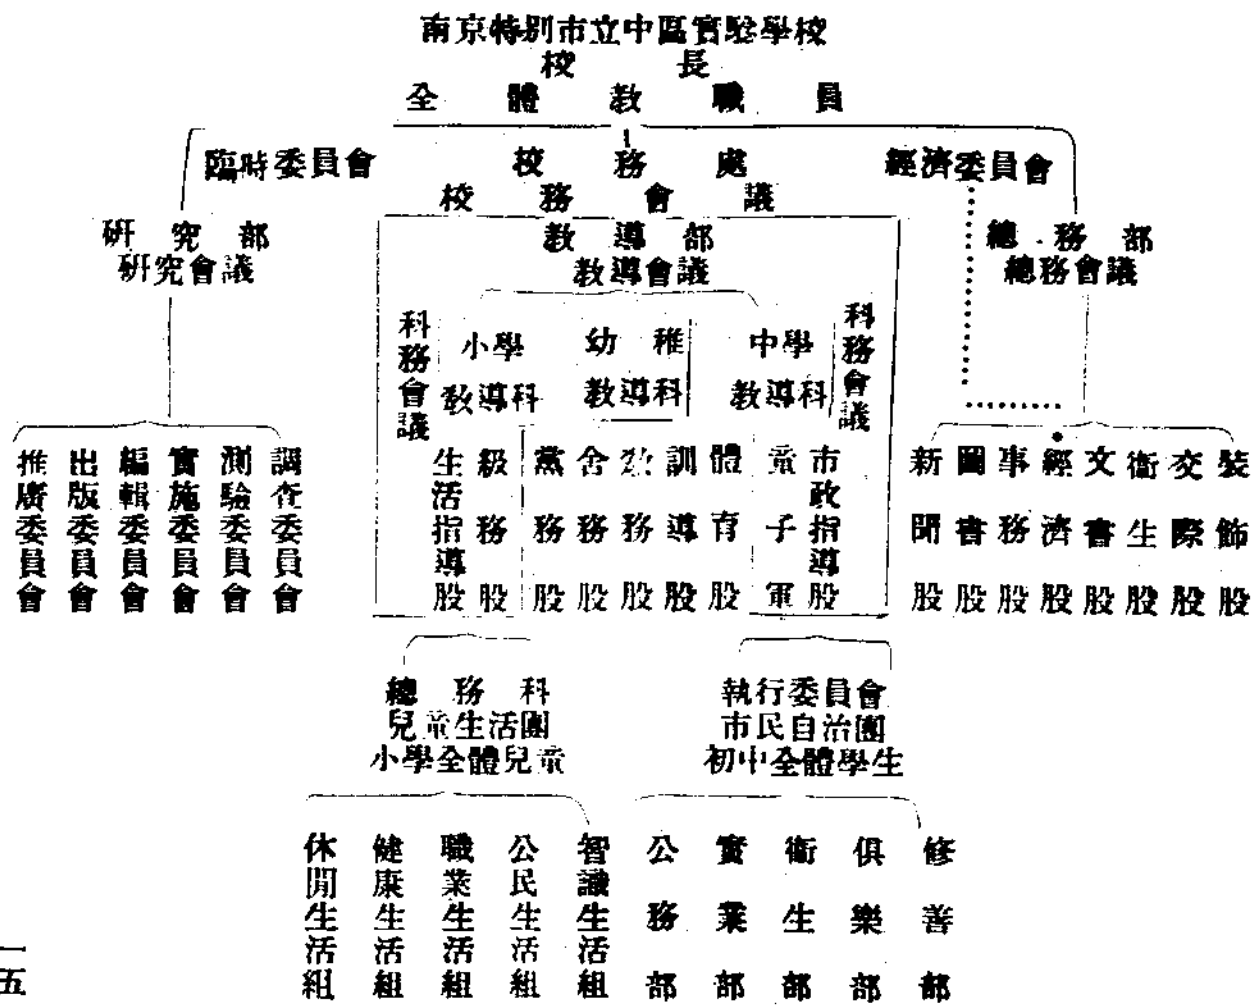 南京特別市立中區實驗學校
校長
全體教職員
臨時委員會 校務處 經濟委員會
校務會議
研究部 教導部 總務部
研究會議 教導會議 總務會議
科務會議
小學教導科
幼稚教導科
中學教導科
科務會議
推廣委員會
出版委員會
編輯委員會
實施委員會
測驗委員會
調查委員會
生活指導股
級務股
黨務股
舍務股
教務股
訓導股
體育股
童子軍
市政指導股
新聞股
圖書股
事務股
經濟股
文書股
衞生股
交際股
裝飾股
總務科
兒童生活團
小學全體兒童
執行委員會
市民自治團
初中全體學生
休閒生活組
健康生活組
職業生活組
公民生活組
智識生活組
公務部
實業部
衞生部
俱樂部
修善部
一五